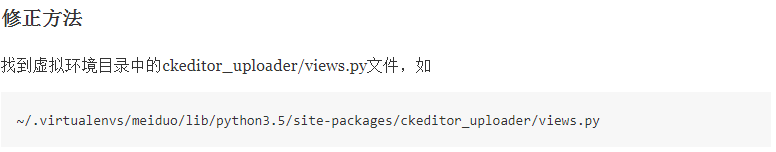 修正方法
找到虚拟环境目录中的ckeditor_uploader/views.py文件，如
~/.virtualenvs/meiduo/lib/python3.5/site-packages/ckeditor_uploader/views.py